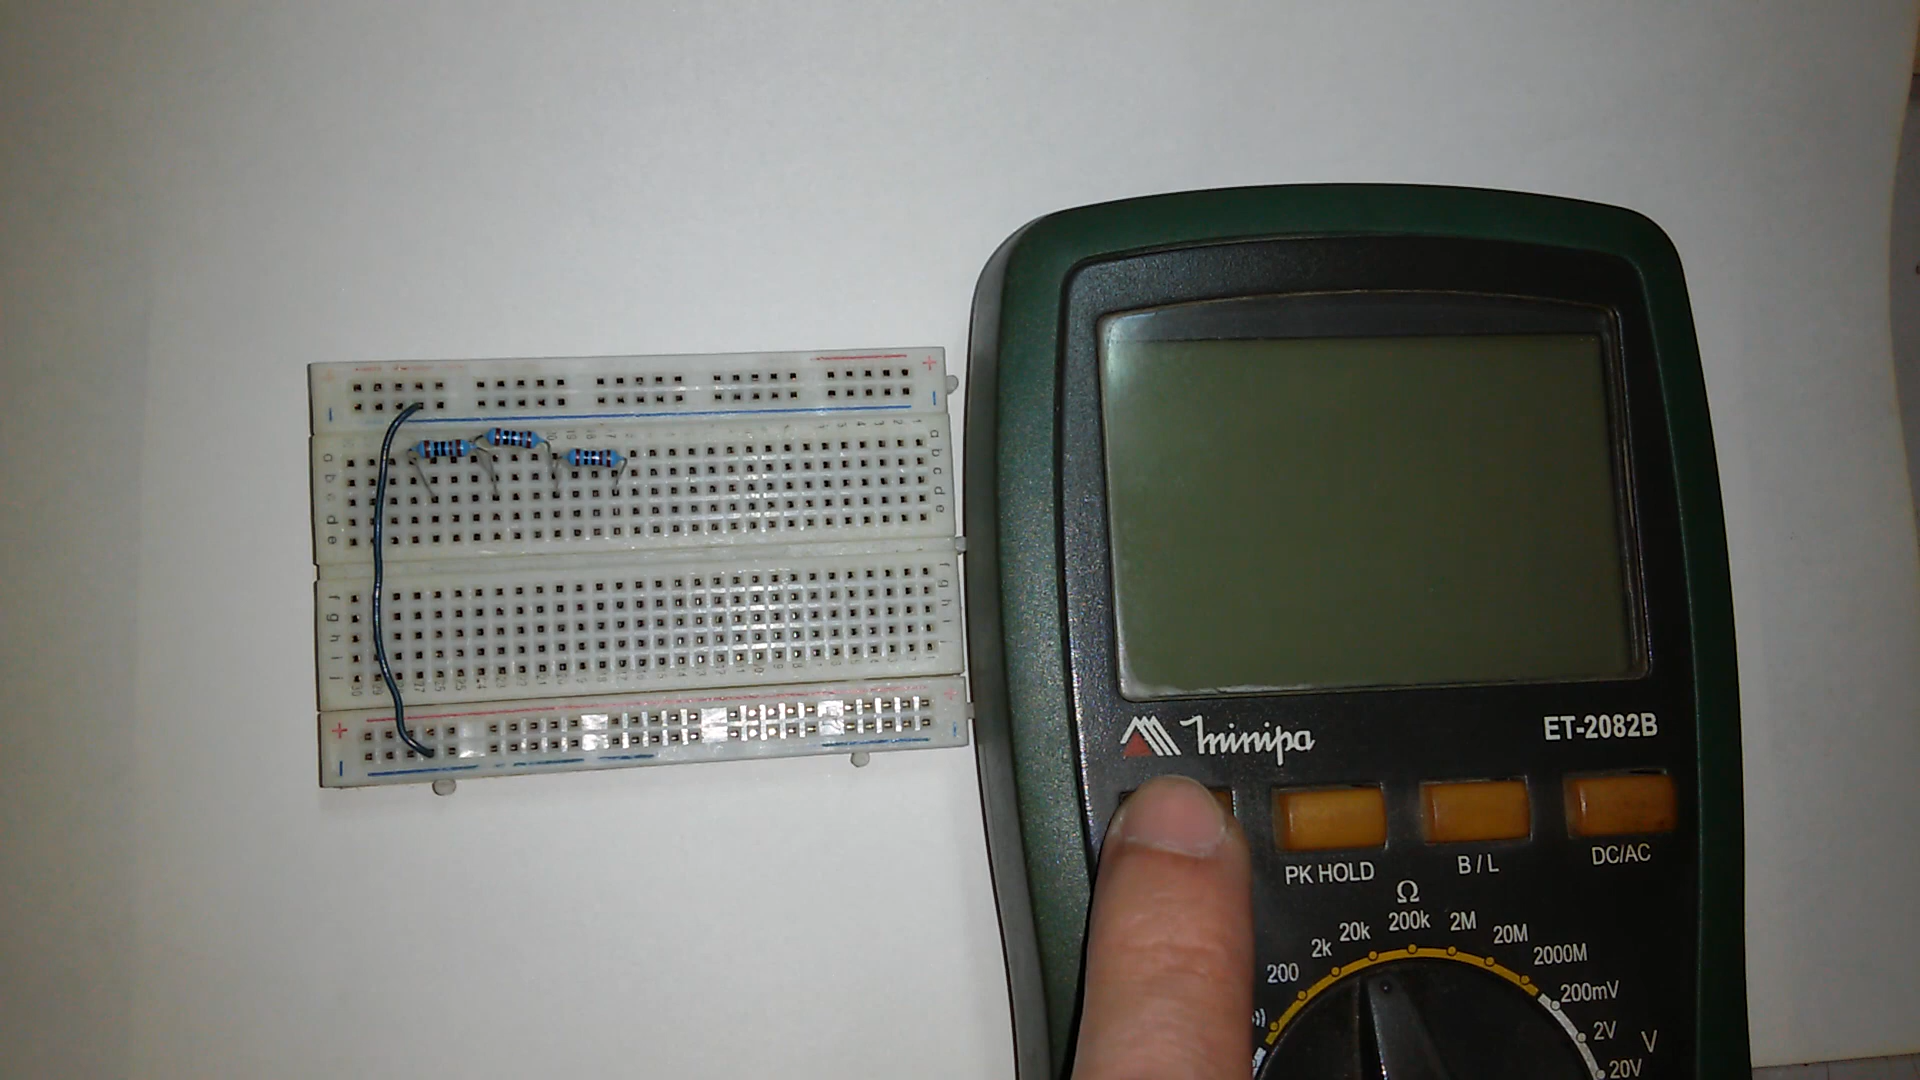 minipa
ET-2082B
PK HOLD
B / L
DC/AC
Ω
200
2k
20k
200k
2M
20M
2000M
200mV
2V
V
20V
+
−
a
b
c
d
e
f
g
h
i
j